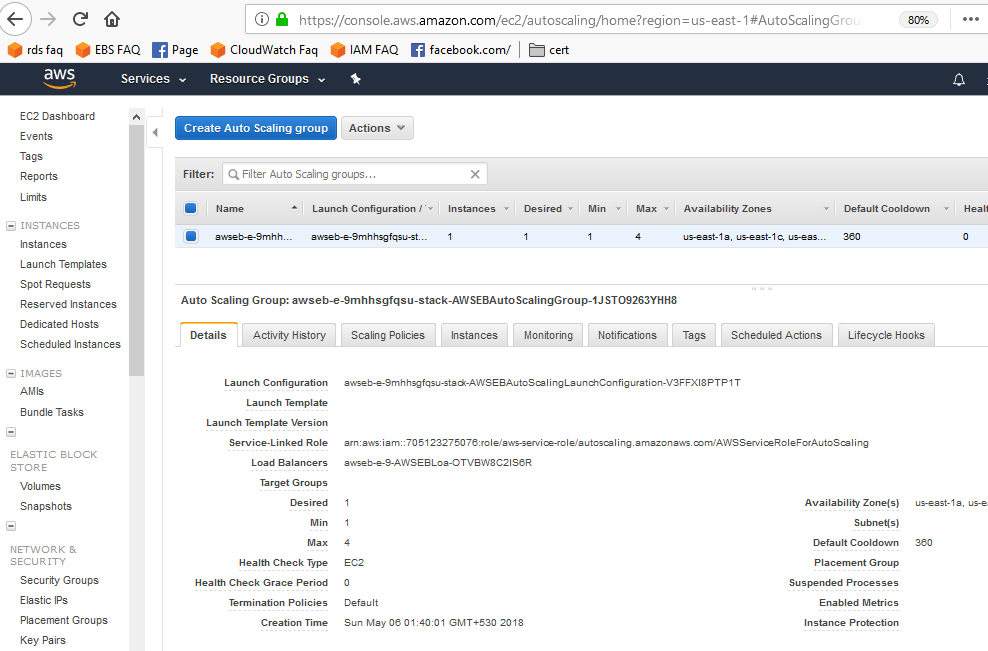 https://console.aws.amazon.com/ec2/autoscaling/home?region=us-east-1#AutoScalingGrou
80%
rds faq EBS FAQ Page CloudWatch Faq IAM FAQ facebook.com/ cert
aws Services Resource Groups
EC2 Dashboard
Events
Tags
Reports
Limits
INSTANCES
Instances
Launch Templates
Spot Requests
Reserved Instances
Dedicated Hosts
Scheduled Instances
IMAGES
AMIs
Bundle Tasks
ELASTIC BLOCK
STORE
Volumes
Snapshots
NETWORK &
SECURITY
Security Groups
Elastic IPs
Placement Groups
Key Pairs
Create Auto Scaling group Actions
Filter: Filter Auto Scaling groups...
Name Launch Configuration / Instances Desired Min Max Availability Zones Default Cooldown Healt
awseb-e-9mhh... awseb-e-9mhhsgfqsu-st... 1 1 1 4 us-east-1a, us-east-1c, us-eas... 360 0
Auto Scaling Group: awseb-e-9mhhsgfqsu-stack-AWSEBAutoScalingGroup-1JSTO9263YHH8
Details Activity History Scaling Policies Instances Monitoring Notifications Tags Scheduled Actions Lifecycle Hooks
Launch Configuration awseb-e-9mhhsgfqsu-stack-AWSEBAutoScalingLaunchConfiguration-V3FFXI8PTP1T
Launch Template
Launch Template Version
Service-Linked Role arn:aws:iam::705123275076:role/aws-service-role/autoscaling.amazonaws.com/AWSServiceRoleForAutoScaling
Load Balancers awseb-e-9-AWSEBLoa-OTVBW8C2IS6R
Target Groups
Desired 1 Availability Zone(s) us-east-1a, us-e
Min 1 Subnet(s)
Max 4 Default Cooldown 360
Health Check Type EC2 Placement Group
Health Check Grace Period 0 Suspended Processes
Termination Policies Default Enabled Metrics
Creation Time Sun May 06 01:40:01 GMT+530 2018 Instance Protection